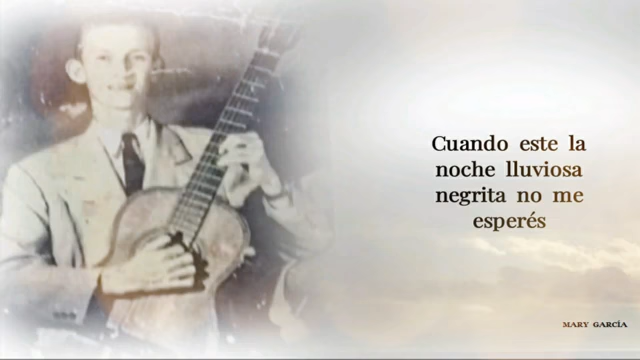 Cuando este la
noche lluviosa
negrita no me
esperés
MARY GARCÍA